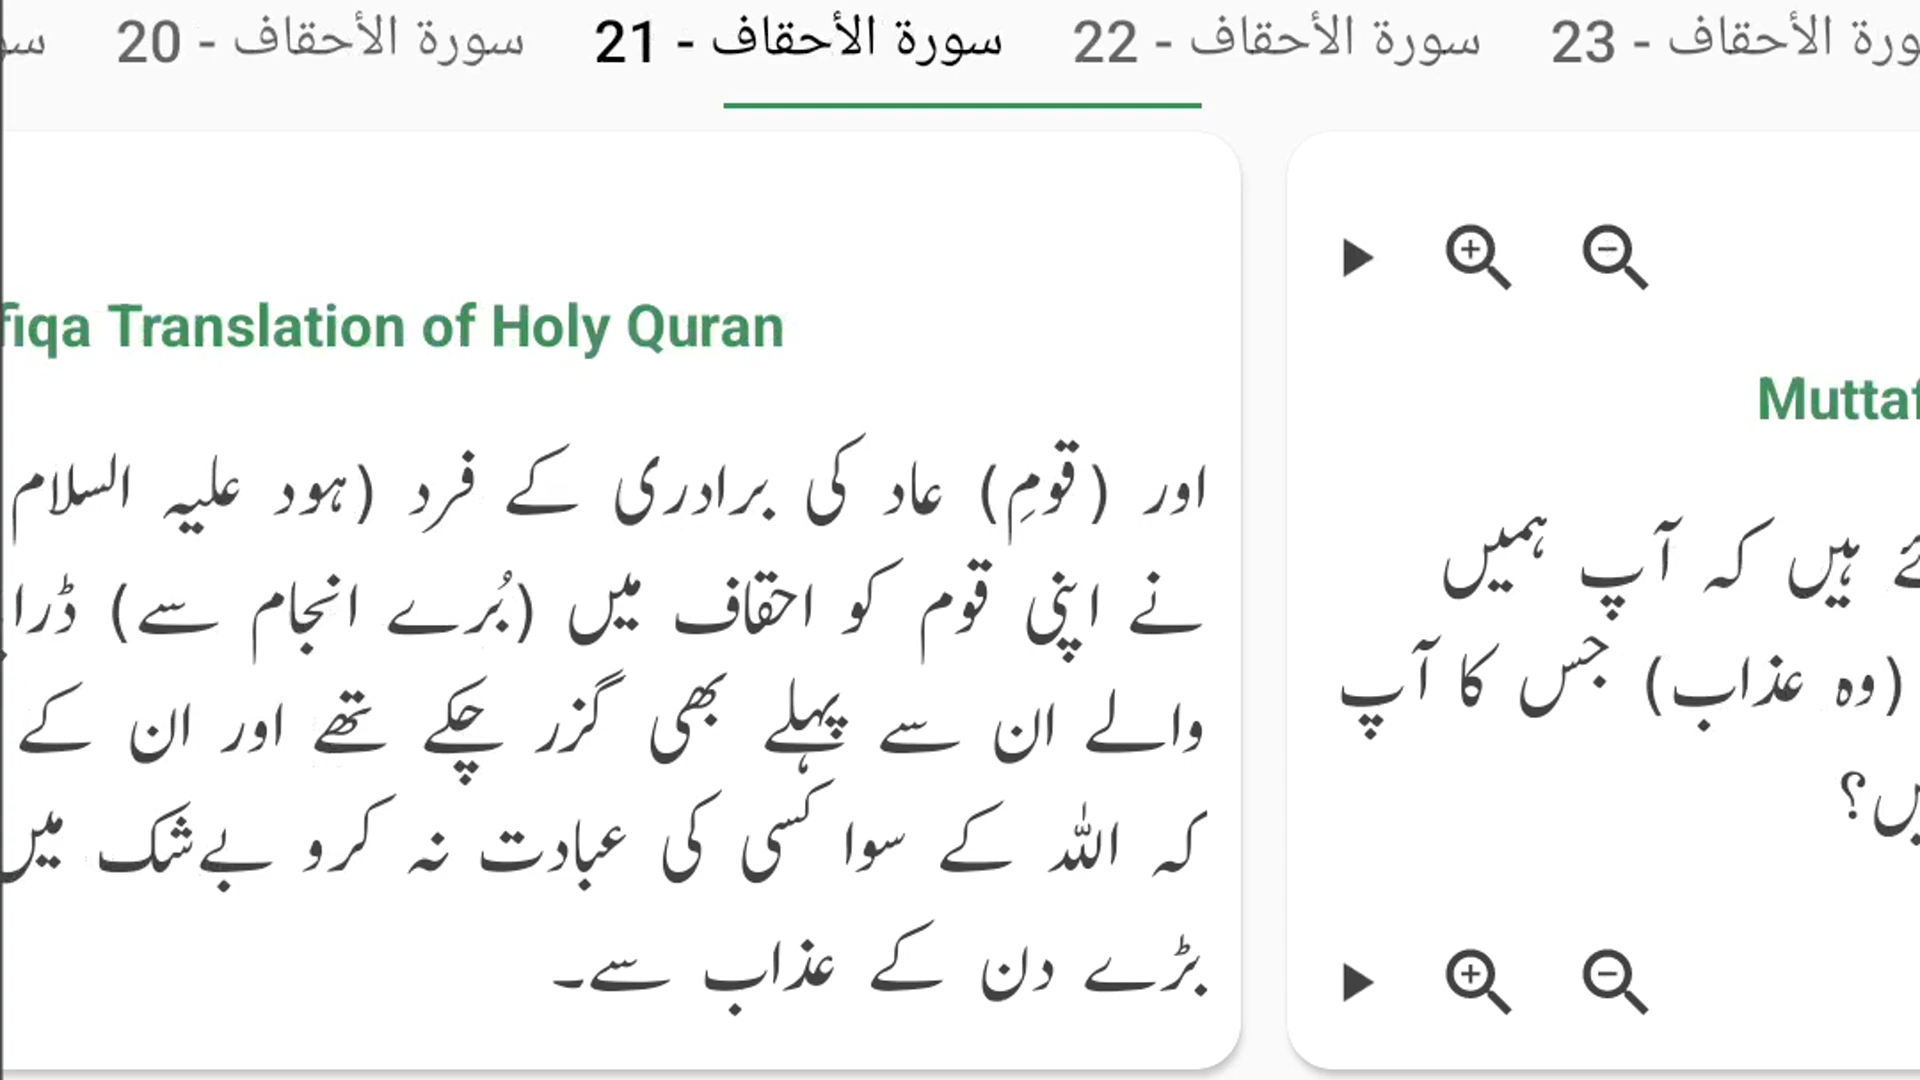 سورة الأحقاف - 20
سورة الأحقاف - 21
سورة الأحقاف - 22
سورة الأحقاف - 23
fiqa Translation of Holy Quran
اور (قومِ) عاد کی برادری کے فرد (ہود علیہ السلام
نے اپنی قوم کو احقاف میں (بُرے انجام سے) ڈرا
والے ان سے پہلے بھی گزر چکے تھے اور ان کے
کہ اللہ کے سوا کسی کی عبادت نہ کرو بےشک میں
بڑے دن کے عذاب سے۔
Muttaf
ہیں کہ آپ ہمیں
(وہ عذاب) جس کا آپ
؟